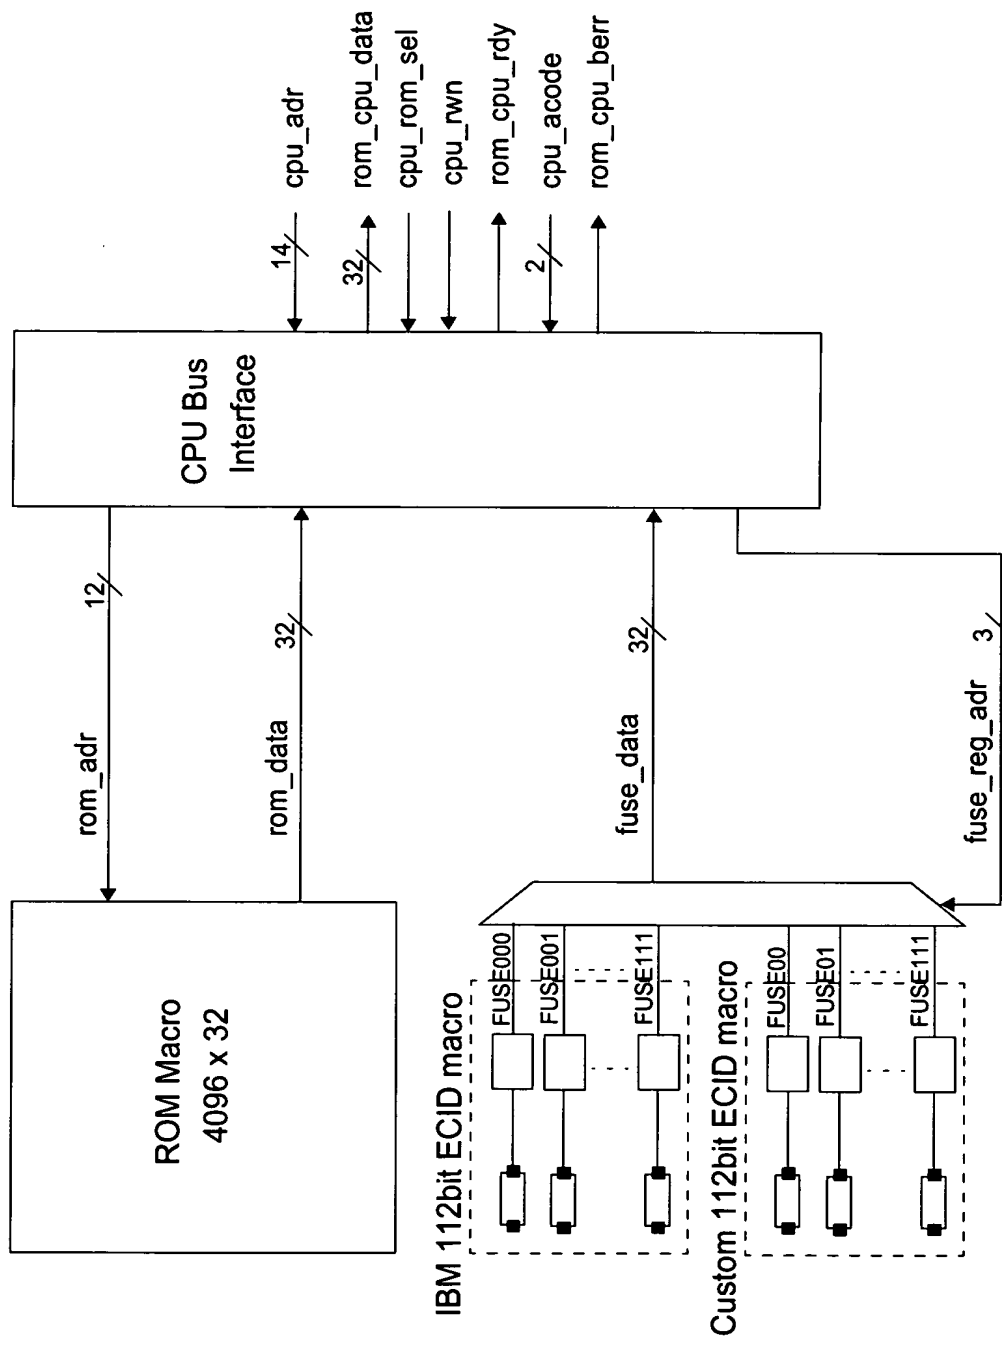 ROM Macro
4096 x 32
rom_adr
12
rom_data
32
CPU Bus
Interface
14
cpu_adr
32
rom_cpu_data
cpu_rom_sel
cpu_rwn
rom_cpu_rdy
2
cpu_acode
rom_cpu_berr
IBM 112bit ECID macro
FUSE000
FUSE001
FUSE111
fuse_data
32
Custom 112bit ECID macro
FUSE00
FUSE01
FUSE111
fuse_reg_adr
3